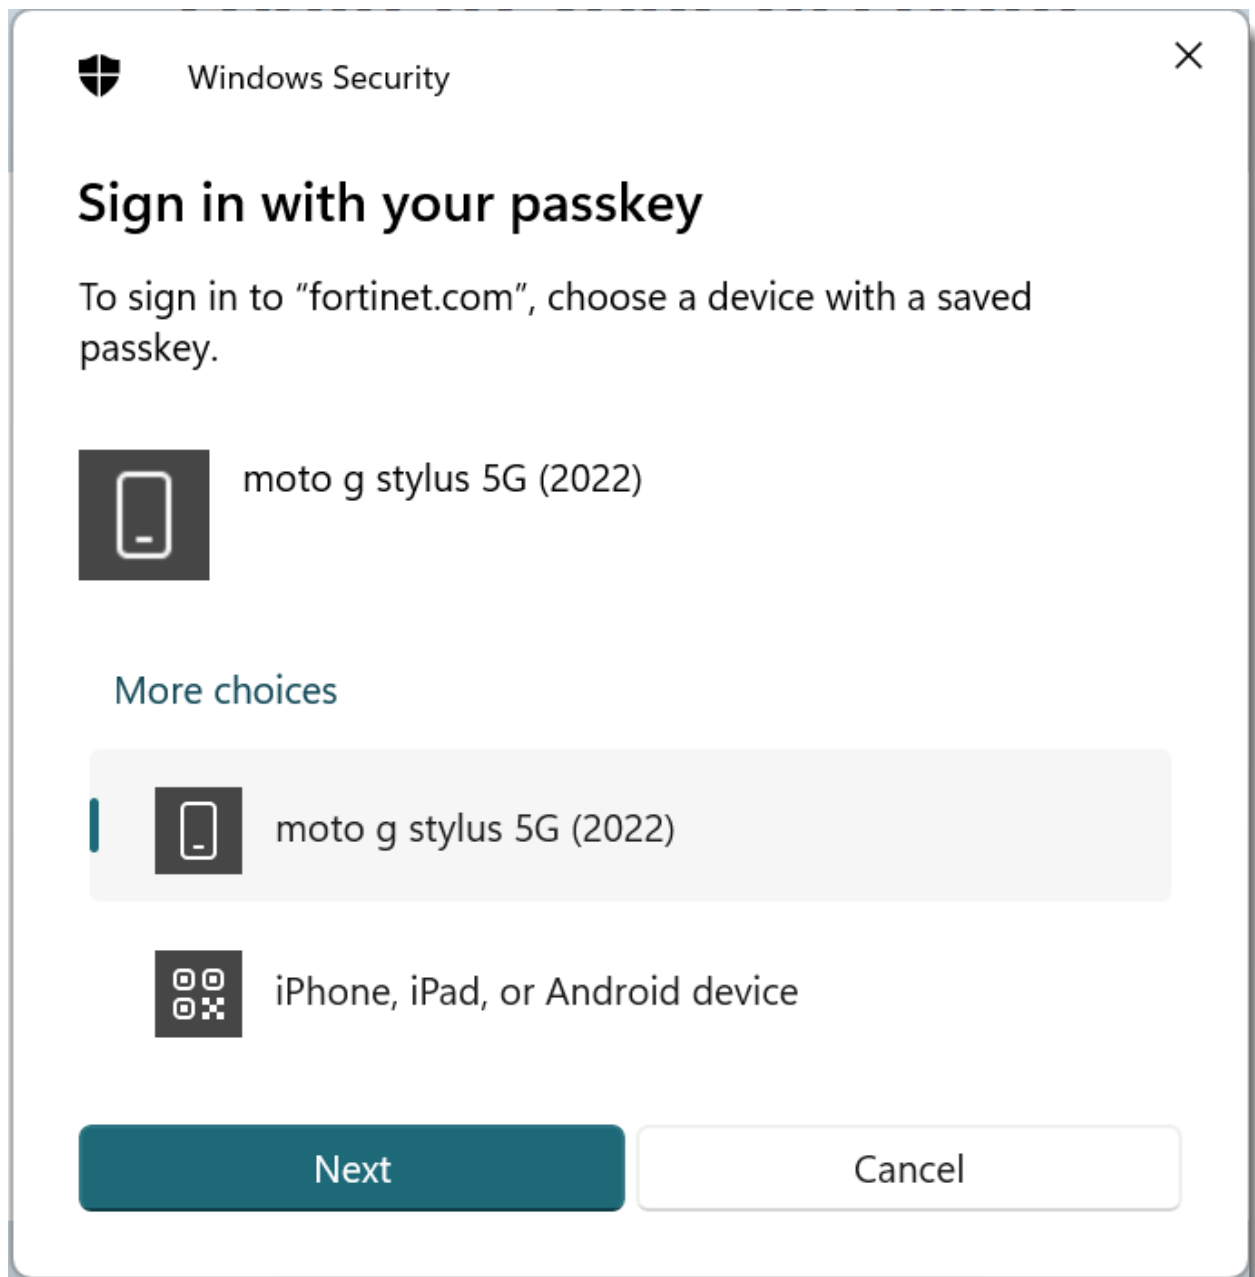 Windows Security
Sign in with your passkey
To sign in to “fortinet.com”, choose a device with a saved
passkey.
moto g stylus 5G (2022)
More choices
moto g stylus 5G (2022)
iPhone, iPad, or Android device
Next
Cancel